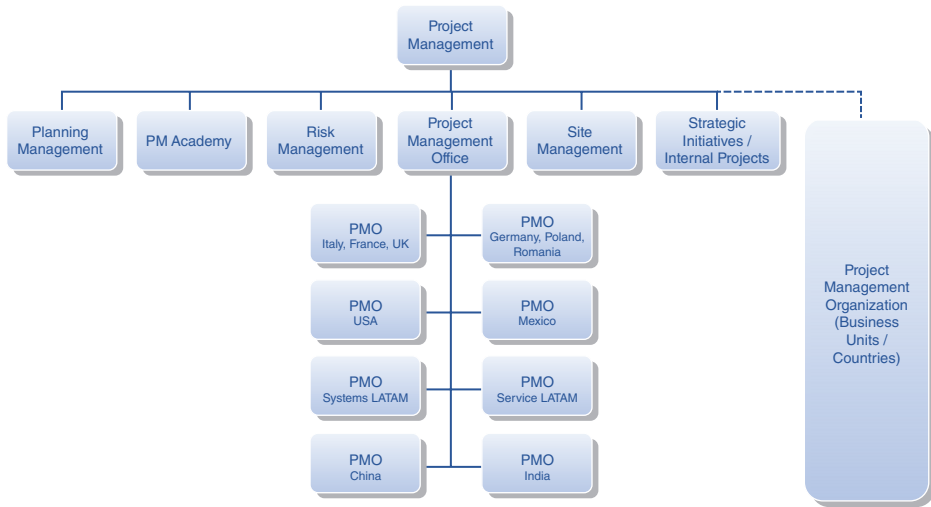 Project
Management
Planning
Management
PM Academy
Risk
Management
Project
Management
Office
Site
Management
Strategic
Initiatives /
Internal Projects
PMO
Italy, France, UK
PMO
Germany, Poland,
Romania
PMO
USA
PMO
Mexico
PMO
Systems LATAM
PMO
Service LATAM
PMO
China
PMO
India
Project
Management
Organization
(Business
Units /
Countries)